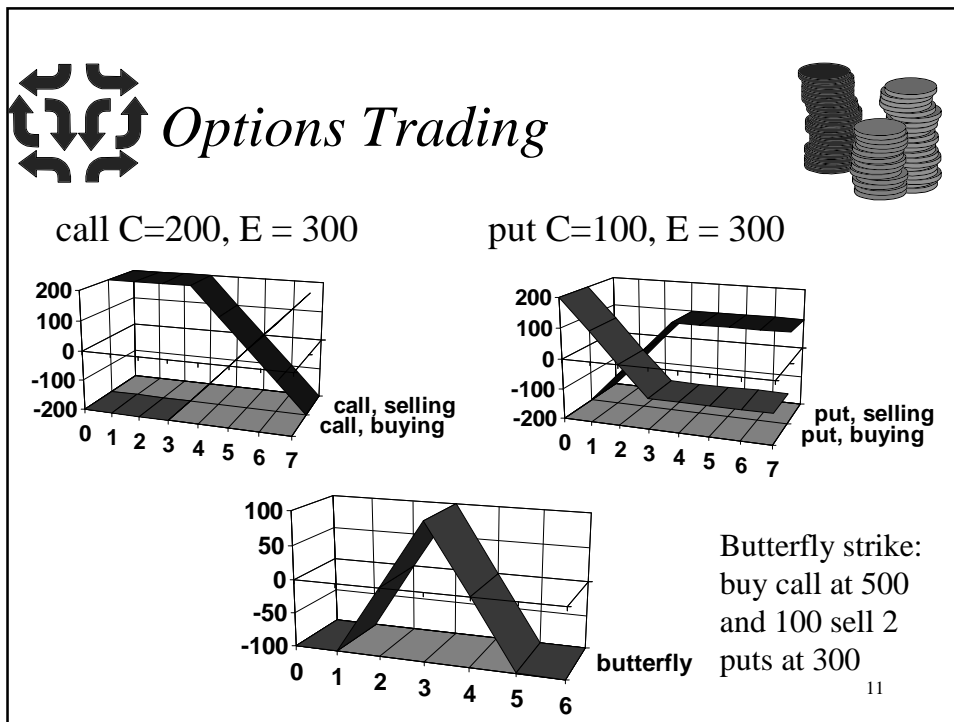 Options Trading
call C=200, E = 300
put C=100, E = 300
200
100
0
-100
-200
0 1 2 3 4 5 6 7
call, selling
call, buying
200
100
0
-100
-200
0 1 2 3 4 5 6 7
put, selling
put, buying
100
50
0
-50
-100
0 1 2 3 4 5 6
butterfly
Butterfly strike:
buy call at 500
and 100 sell 2
puts at 300
11